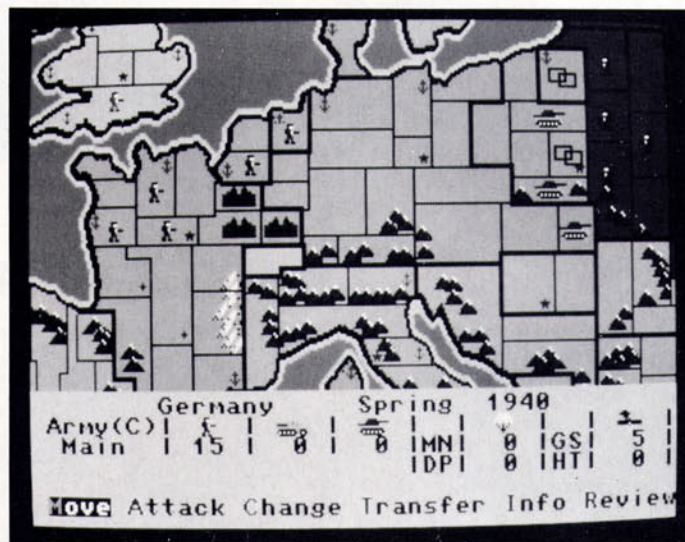 Germany Spring 1940
Army(C)
Main 15 0 0 MN 0 GS 5
DP 0 HT 0
Move Attack Change Transfer Info Review